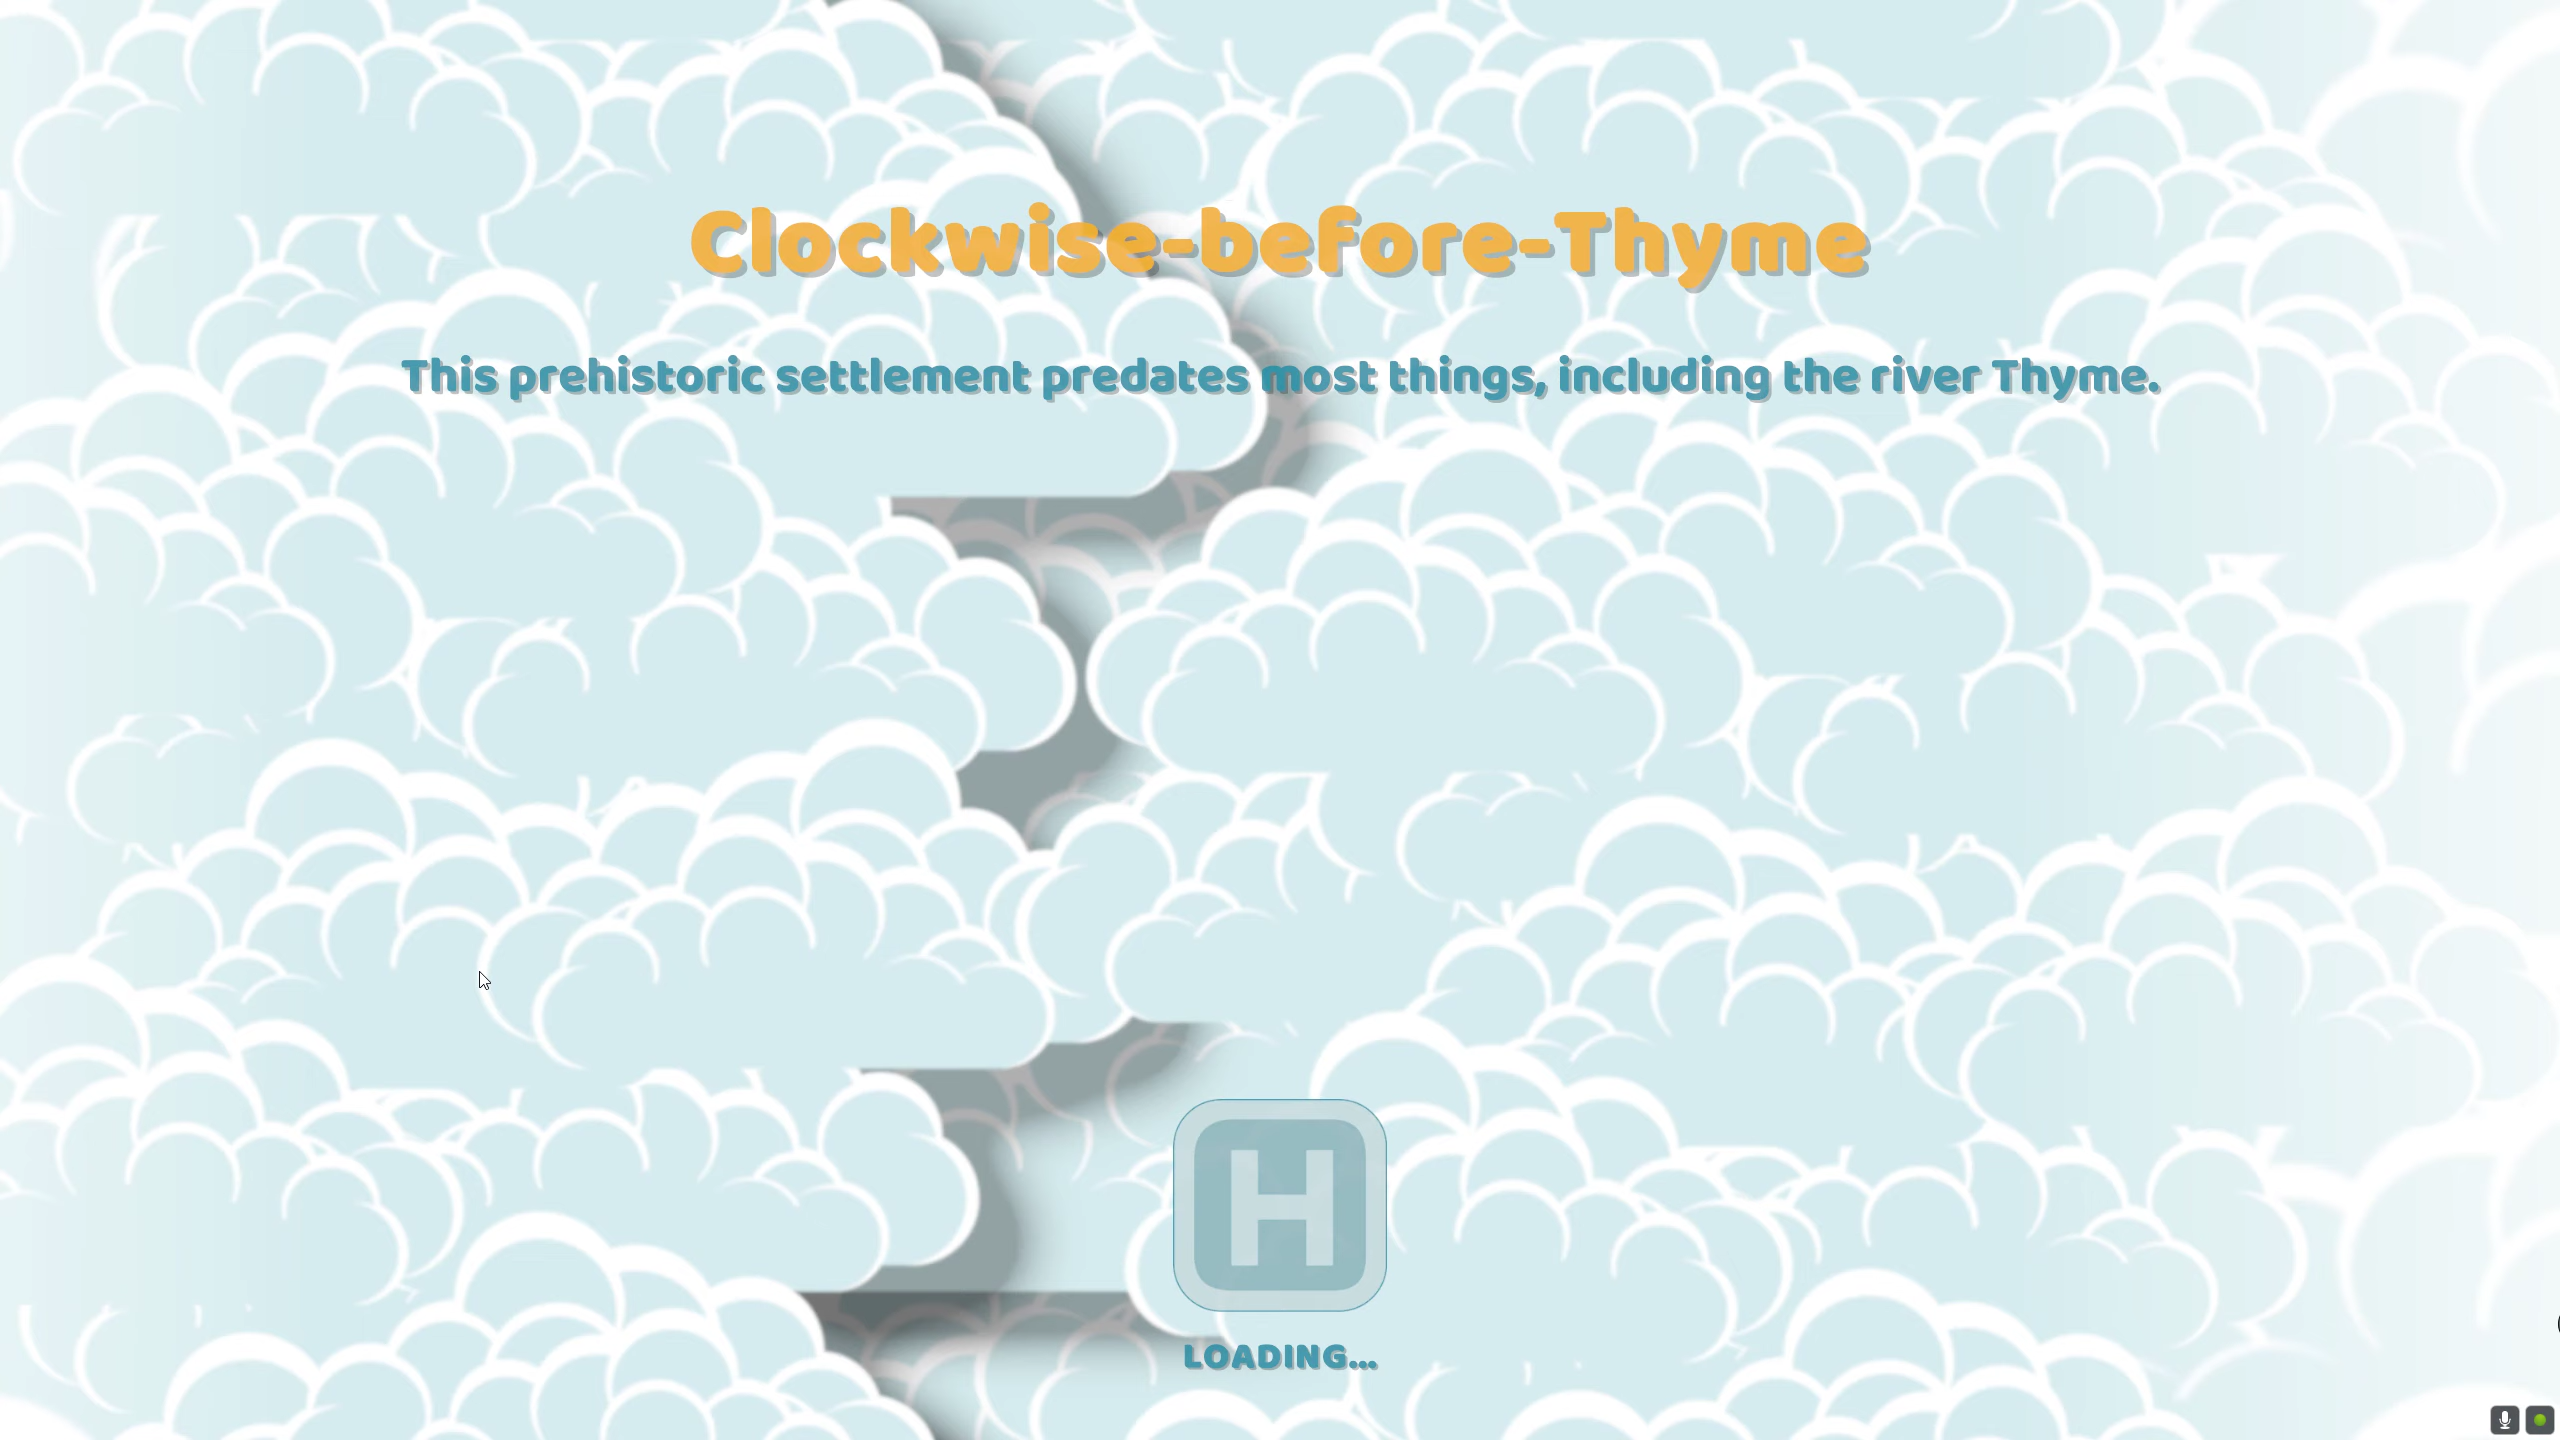 Clockwise-before-Thyme
This prehistoric settlement predates most things, including the river Thyme.
H
LOADING...